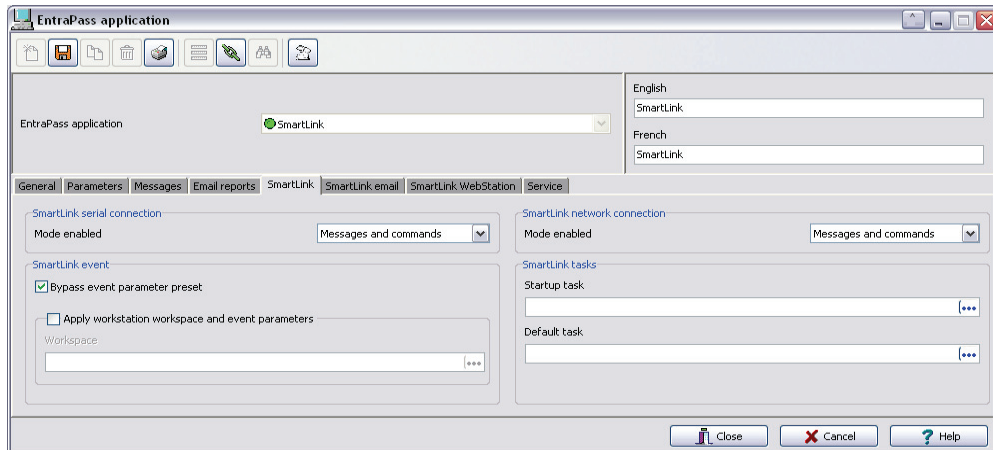 EntraPass application
English
SmartLink
EntraPass application
SmartLink
French
SmartLink
General Parameters Messages Email reports SmartLink SmartLink email SmartLink WebStation Service
SmartLink serial connection
Mode enabled Messages and commands
SmartLink network connection
Mode enabled Messages and commands
SmartLink event
Bypass event parameter preset
Apply workstation workspace and event parameters
Workspace
SmartLink tasks
Startup task
Default task
Close Cancel Help